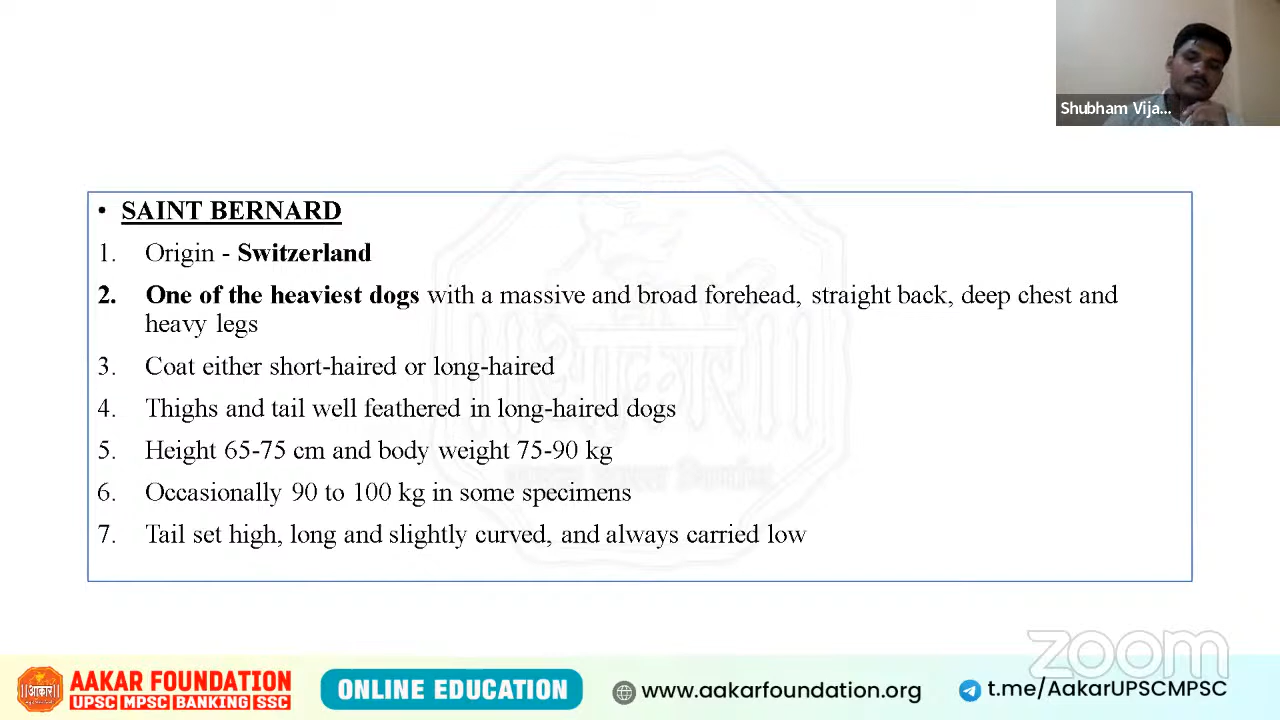 Shubham Vija...
• SAINT BERNARD
1. Origin - Switzerland
2. One of the heaviest dogs with a massive and broad forehead, straight back, deep chest and
heavy legs
3. Coat either short-haired or long-haired
4. Thighs and tail well feathered in long-haired dogs
5. Height 65-75 cm and body weight 75-90 kg
6. Occasionally 90 to 100 kg in some specimens
7. Tail set high, long and slightly curved, and always carried low
॥आकार॥
zoom
॥आकार॥
AAKAR FOUNDATION
UPSC MPSC BANKING SSC
ONLINE EDUCATION
www.aakarfoundation.org
t.me/AakarUPSCMPSC